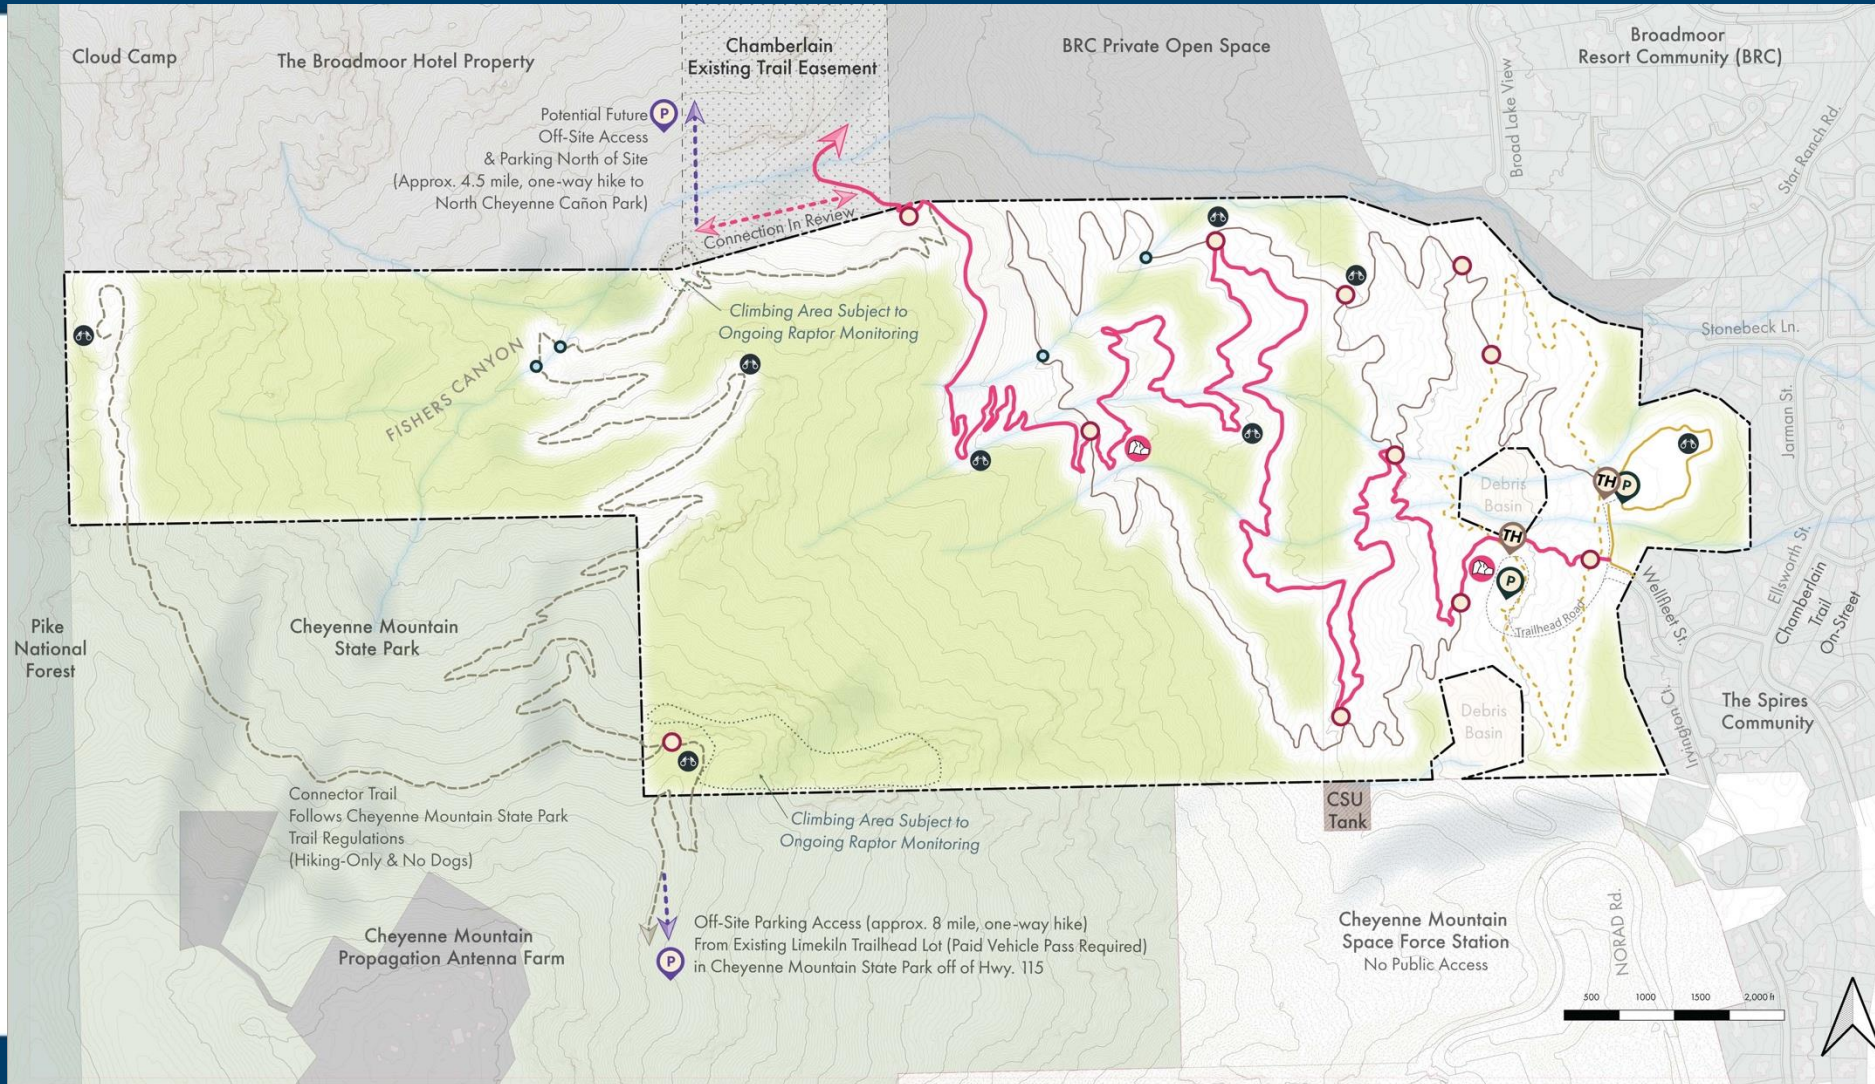 Cloud Camp
The Broadmoor Hotel Property
Chamberlain
Existing Trail Easement
BRC Private Open Space
Broadmoor
Resort Community (BRC)
Broad Lake View
Star Ranch Rd.
Potential Future
Off-Site Access
& Parking North of Site
(Approx. 4.5 mile, one-way hike to
North Cheyenne Cañon Park)
P
Connection In Review
Climbing Area Subject to
Ongoing Raptor Monitoring
FISHERS CANYON
Stonebeck Ln.
Jarman St.
Debris
Basin
TH
P
TH
P
Trailhead Road
Wellfleet St.
Ellsworth St.
Chamberlain
Trail
On-Street
Irvington Ct.
The Spires
Community
Debris
Basin
Pike
National
Forest
Cheyenne Mountain
State Park
Connector Trail
Follows Cheyenne Mountain State Park
Trail Regulations
(Hiking-Only & No Dogs)
Climbing Area Subject to
Ongoing Raptor Monitoring
CSU
Tank
Cheyenne Mountain
Propagation Antenna Farm
Off-Site Parking Access (approx. 8 mile, one-way hike)
From Existing Limekiln Trailhead Lot (Paid Vehicle Pass Required)
in Cheyenne Mountain State Park off of Hwy. 115
P
Cheyenne Mountain
Space Force Station
No Public Access
NORAD Rd.
500 1000 1500 2,000 ft